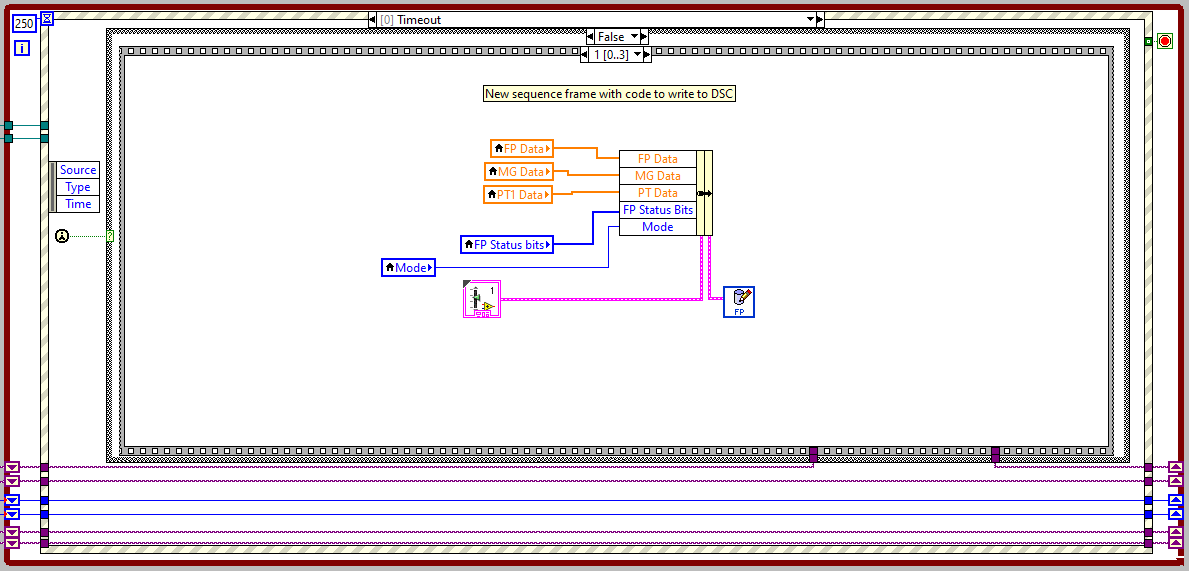 250
[0] Timeout
i
False
1 [0..3]
New sequence frame with code to write to DSC
FP Data
MG Data
PT1 Data
FP Status bits
Mode
FP Data
MG Data
PT Data
FP Status Bits
Mode
Source
Type
Time
?
1
FP